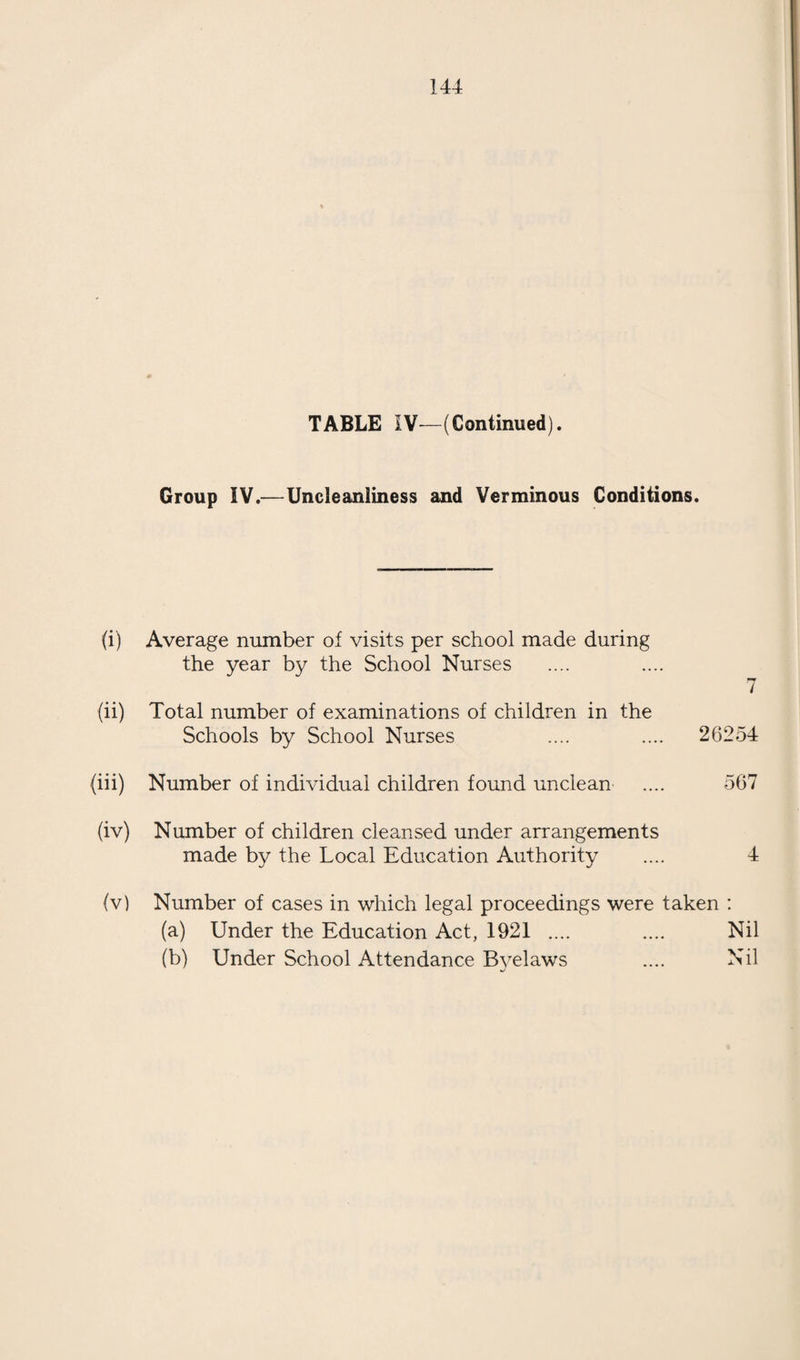 144
TABLE IV—(Continued).
Group IV.—Uncleanliness and Verminous Conditions.
(i) Average number of visits per school made during
the year by the School Nurses .... ....
7
(ii) Total number of examinations of children in the
Schools by School Nurses .... .... 26254
(iii) Number of individual children found unclean .... 567
(iv) Number of children cleansed under arrangements
made by the Local Education Authority .... 4
(v) Number of cases in which legal proceedings were taken :
(a) Under the Education Act, 1921 .... .... Nil
(b) Under School Attendance Byelaws .... Nil